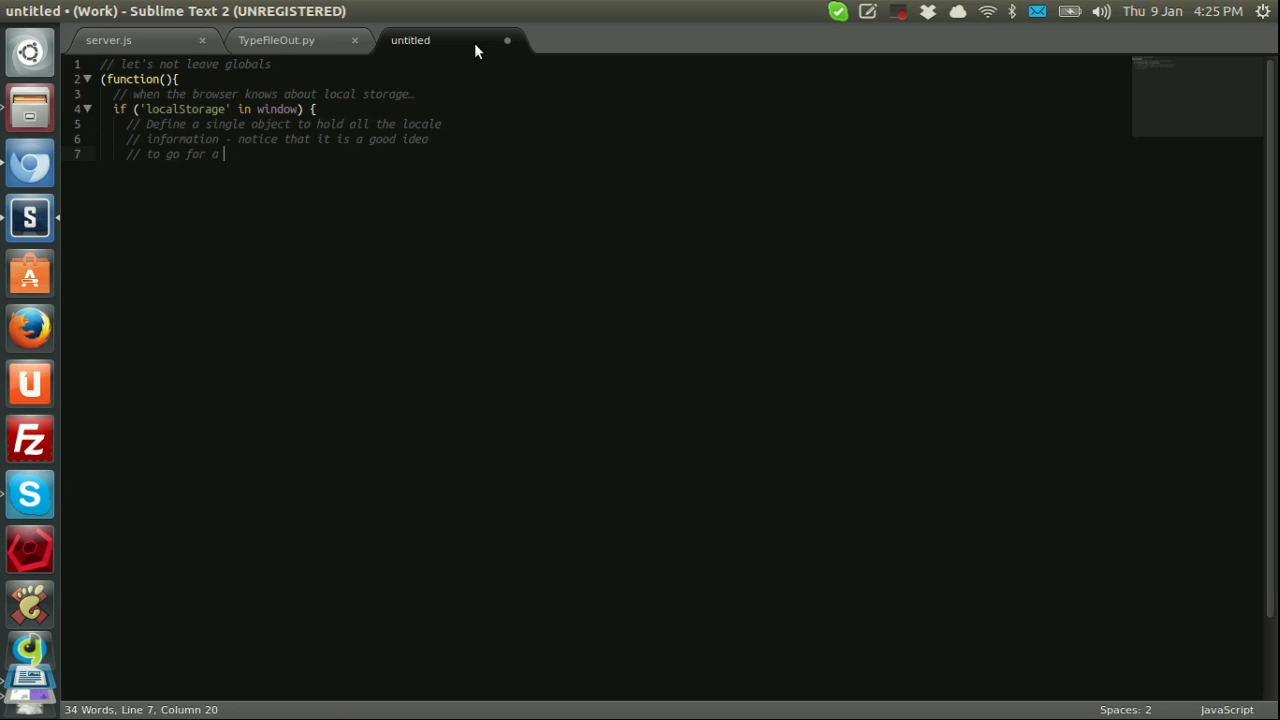 untitled • (Work) - Sublime Text 2 (UNREGISTERED)
Thu 9 Jan 4:25 PM
server.js ×
TypeFileOut.py ×
untitled
1 // let's not leave globals
2 (function(){
3 // when the browser knows about local storage…
4 if ('localStorage' in window) {
5 // Define a single object to hold all the locale
6 // information - notice that it is a good idea
7 // to go for a
S
A
U
Fz
S
34 Words, Line 7, Column 20
Spaces: 2
JavaScript